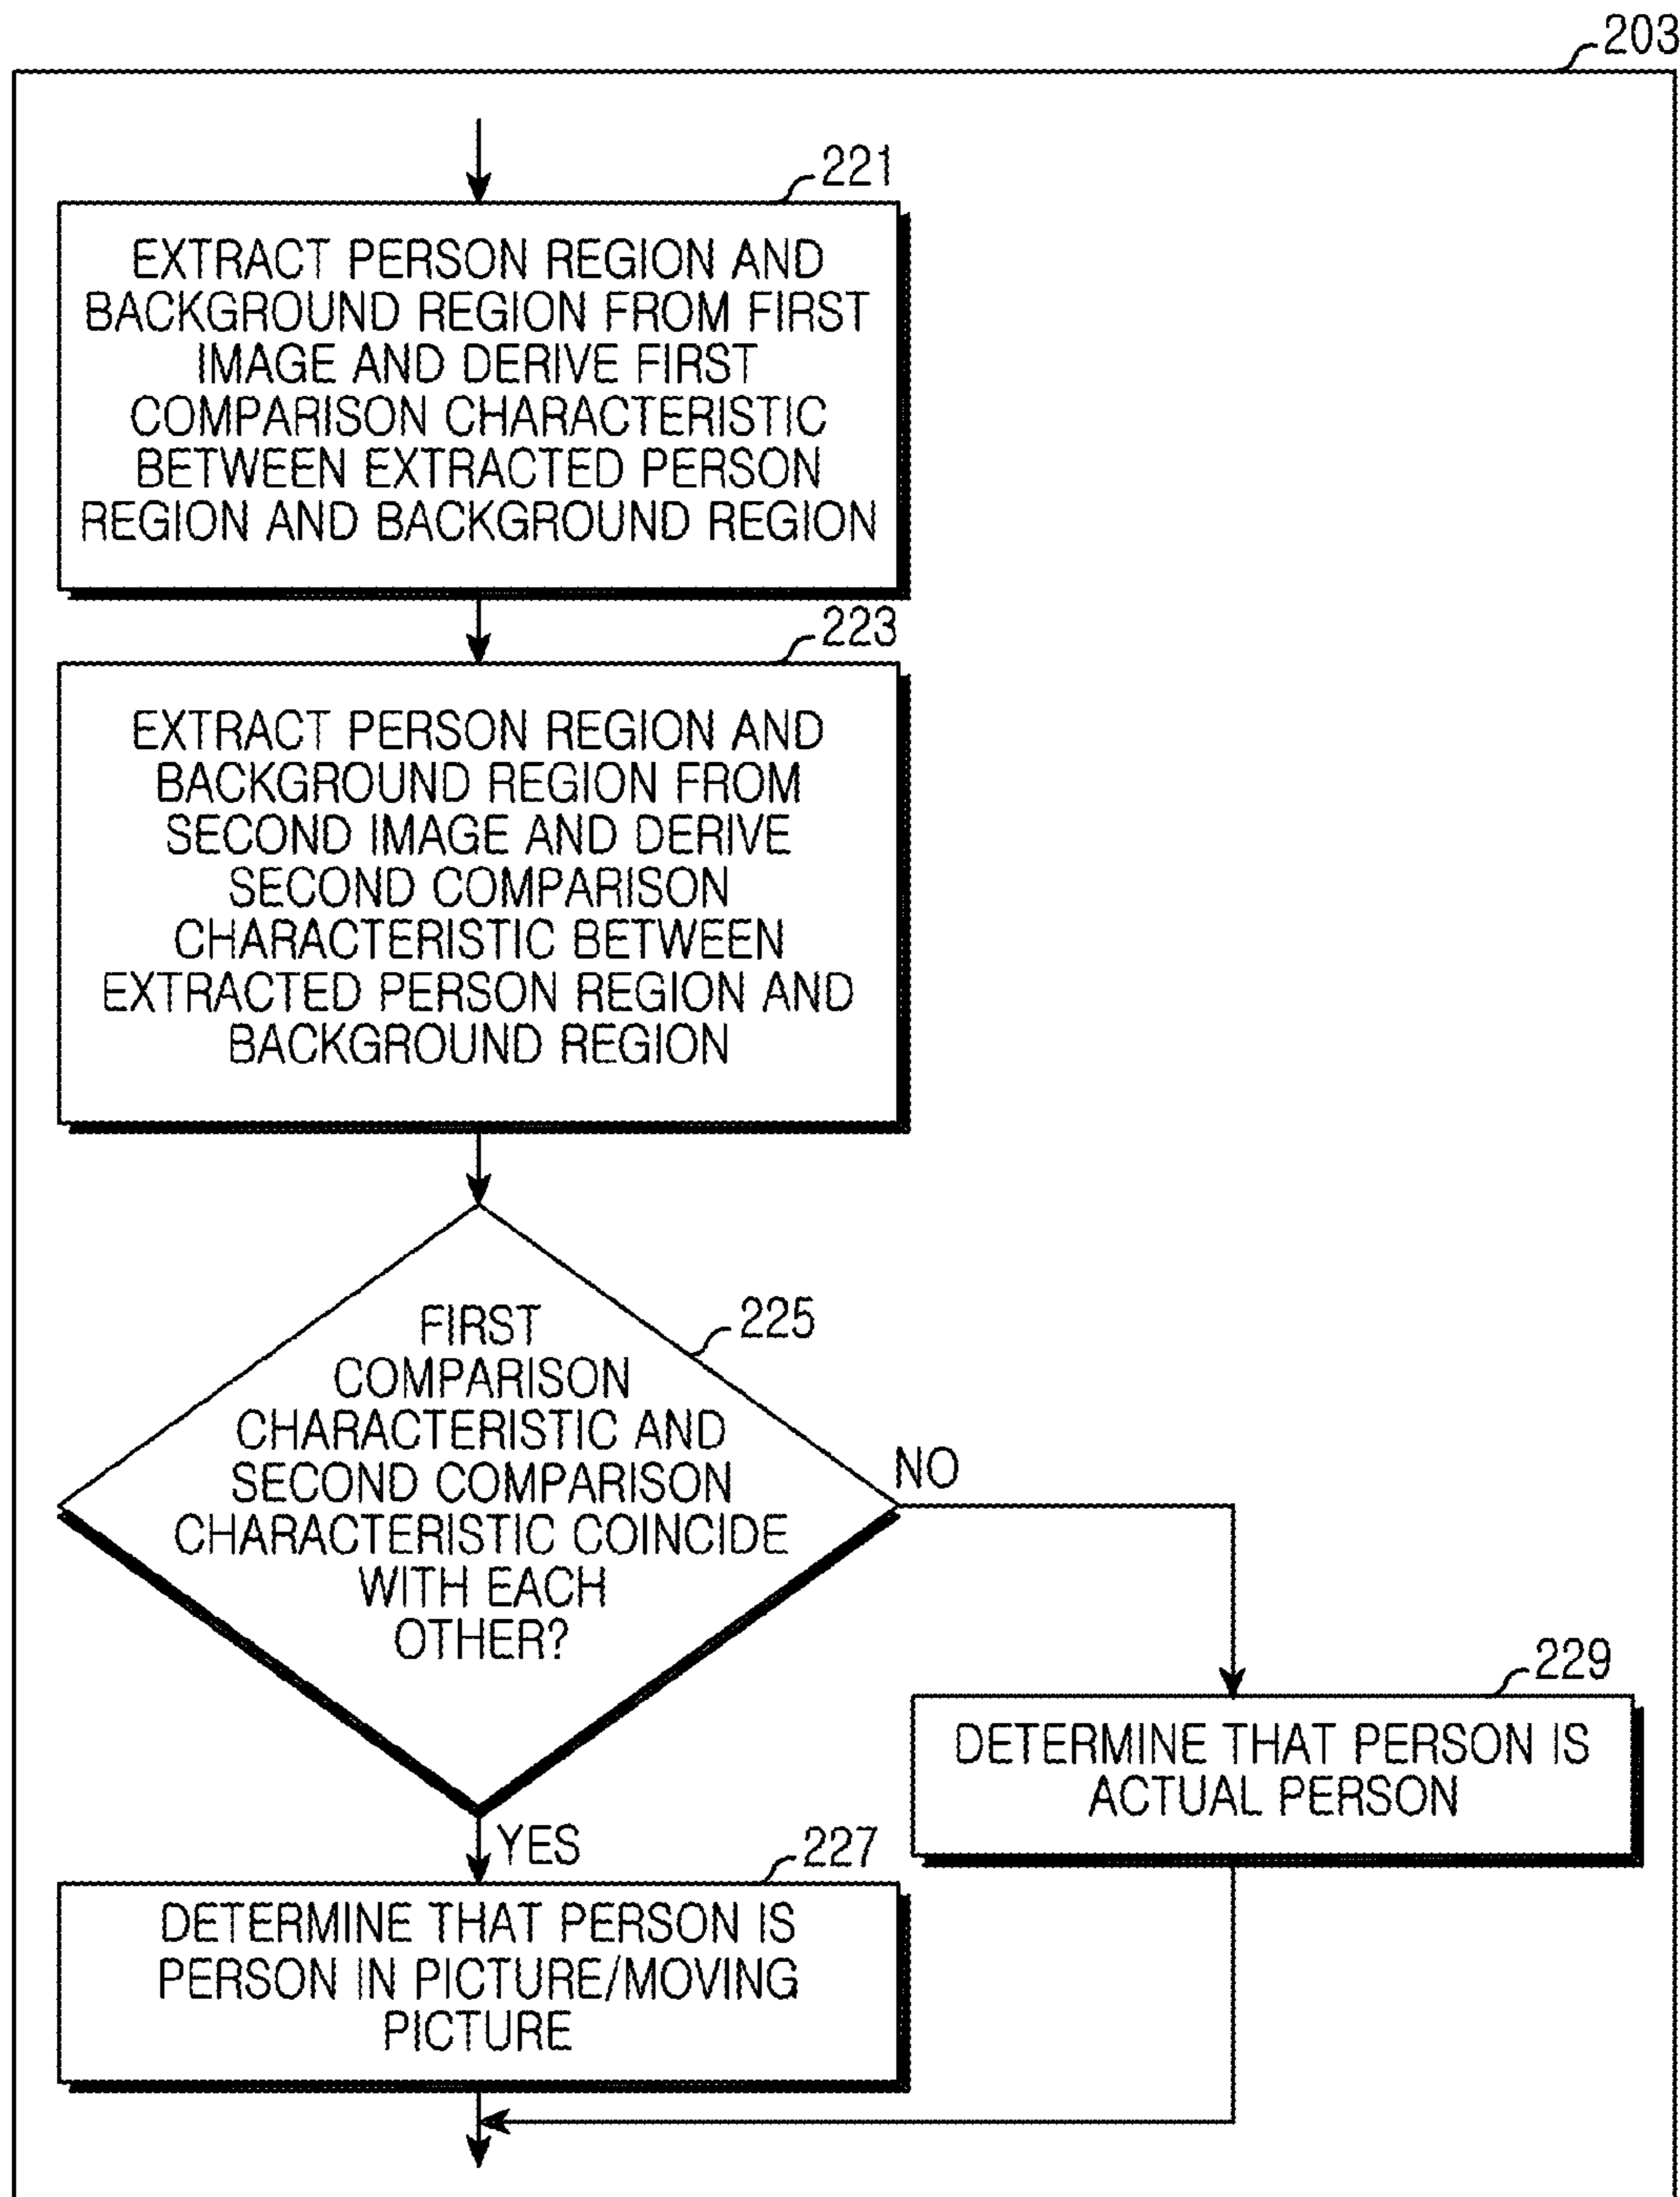 203
221
EXTRACT PERSON REGION AND
BACKGROUND REGION FROM FIRST
IMAGE AND DERIVE FIRST
COMPARISON CHARACTERISTIC
BETWEEN EXTRACTED PERSON
REGION AND BACKGROUND REGION
223
EXTRACT PERSON REGION AND
BACKGROUND REGION FROM
SECOND IMAGE AND DERIVE
SECOND COMPARISON
CHARACTERISTIC BETWEEN
EXTRACTED PERSON REGION AND
BACKGROUND REGION
225
FIRST
COMPARISON
CHARACTERISTIC AND
SECOND COMPARISON
CHARACTERISTIC COINCIDE
WITH EACH
OTHER?
NO
229
DETERMINE THAT PERSON IS
ACTUAL PERSON
YES
227
DETERMINE THAT PERSON IS
PERSON IN PICTURE/MOVING
PICTURE